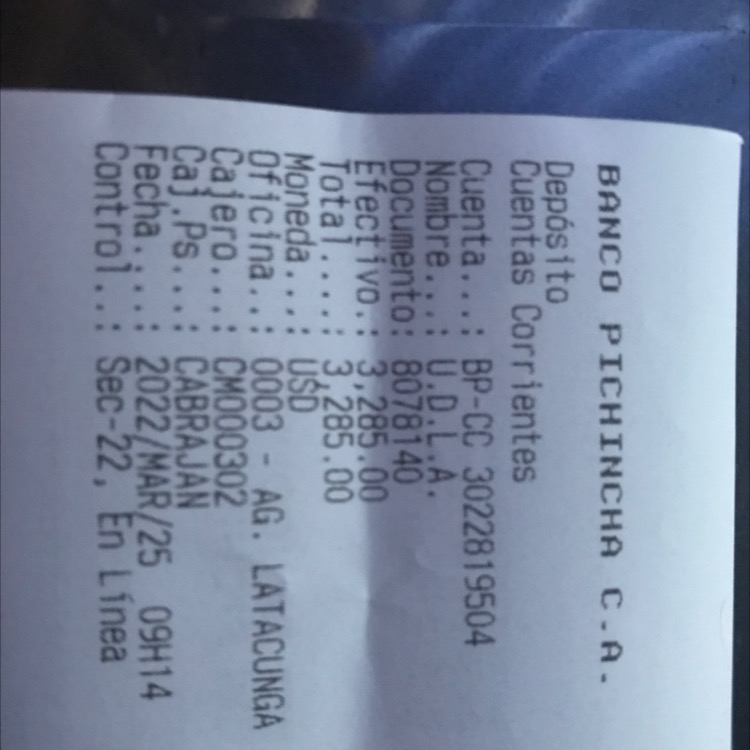 BANCO PICHINCHA C.A.
Depósito
Cuentas Corrientes
Cuenta...: BP-CC 3022819504
Nombre...: U.D.L.A.
Documento: 8078140
Efectivo.: 3,285.00
Total....: 3,285.00
Moneda...: USD
Oficina..: 0003 - AG. LATACUNGA
Cajero...: CM000302
Caj.Ps...: CABRAJAN
Fecha....: 2022/MAR/25 09H14
Control..: Sec-22, En Línea